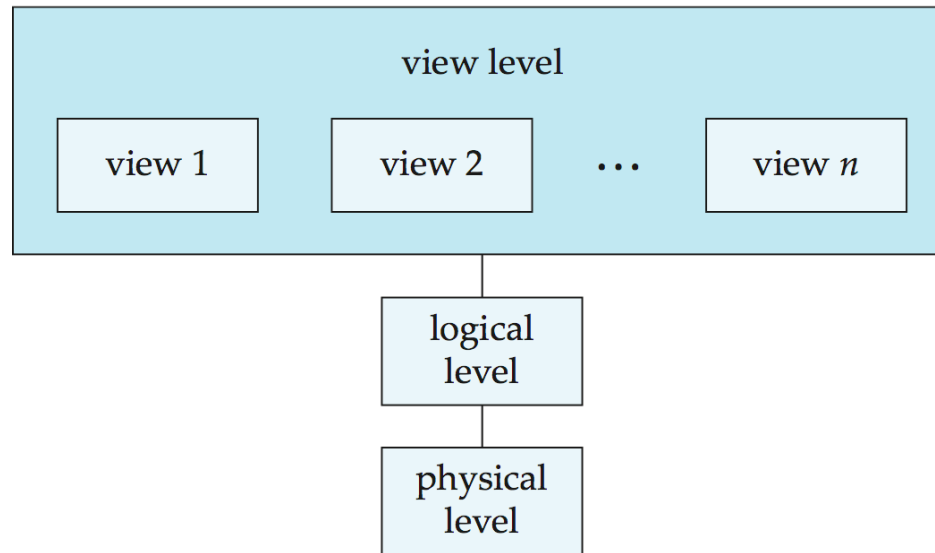 view level
view 1
view 2
...
view n
logical
level
physical
level